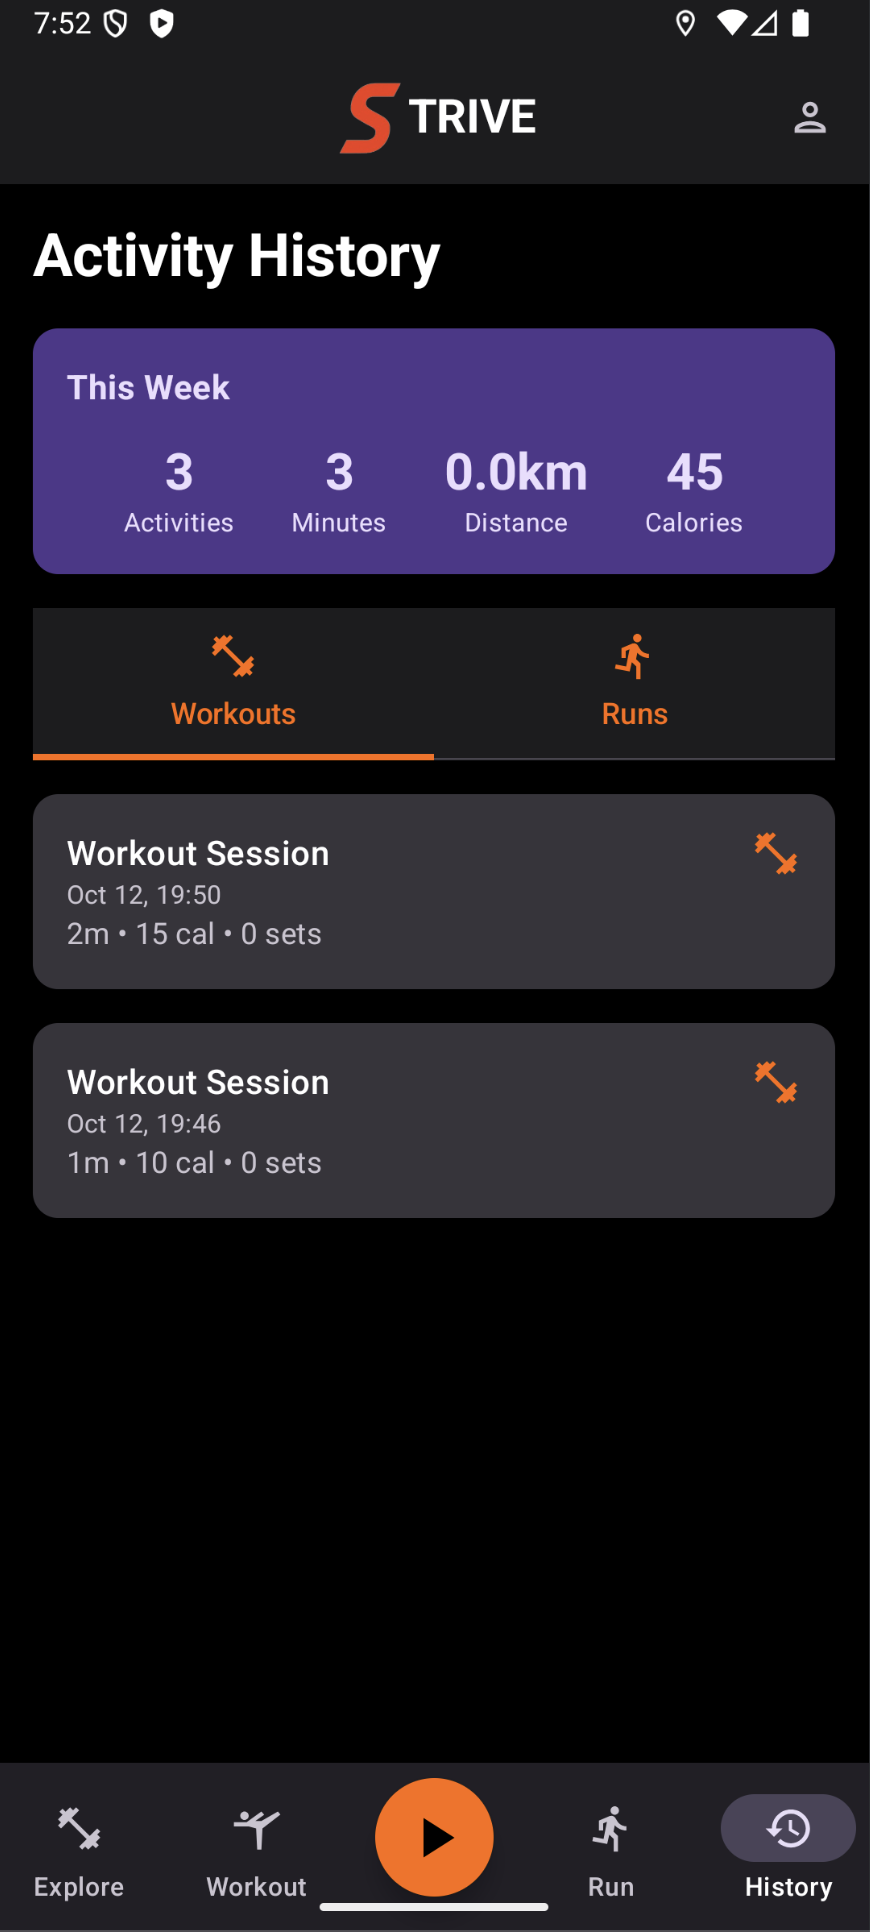 7:52
STRIVE
Activity History
This Week
3 3 0.0km 45
Activities Minutes Distance Calories
Workouts Runs
Workout Session
Oct 12, 19:50
2m • 15 cal • 0 sets
Workout Session
Oct 12, 19:46
1m • 10 cal • 0 sets
Explore Workout Run History